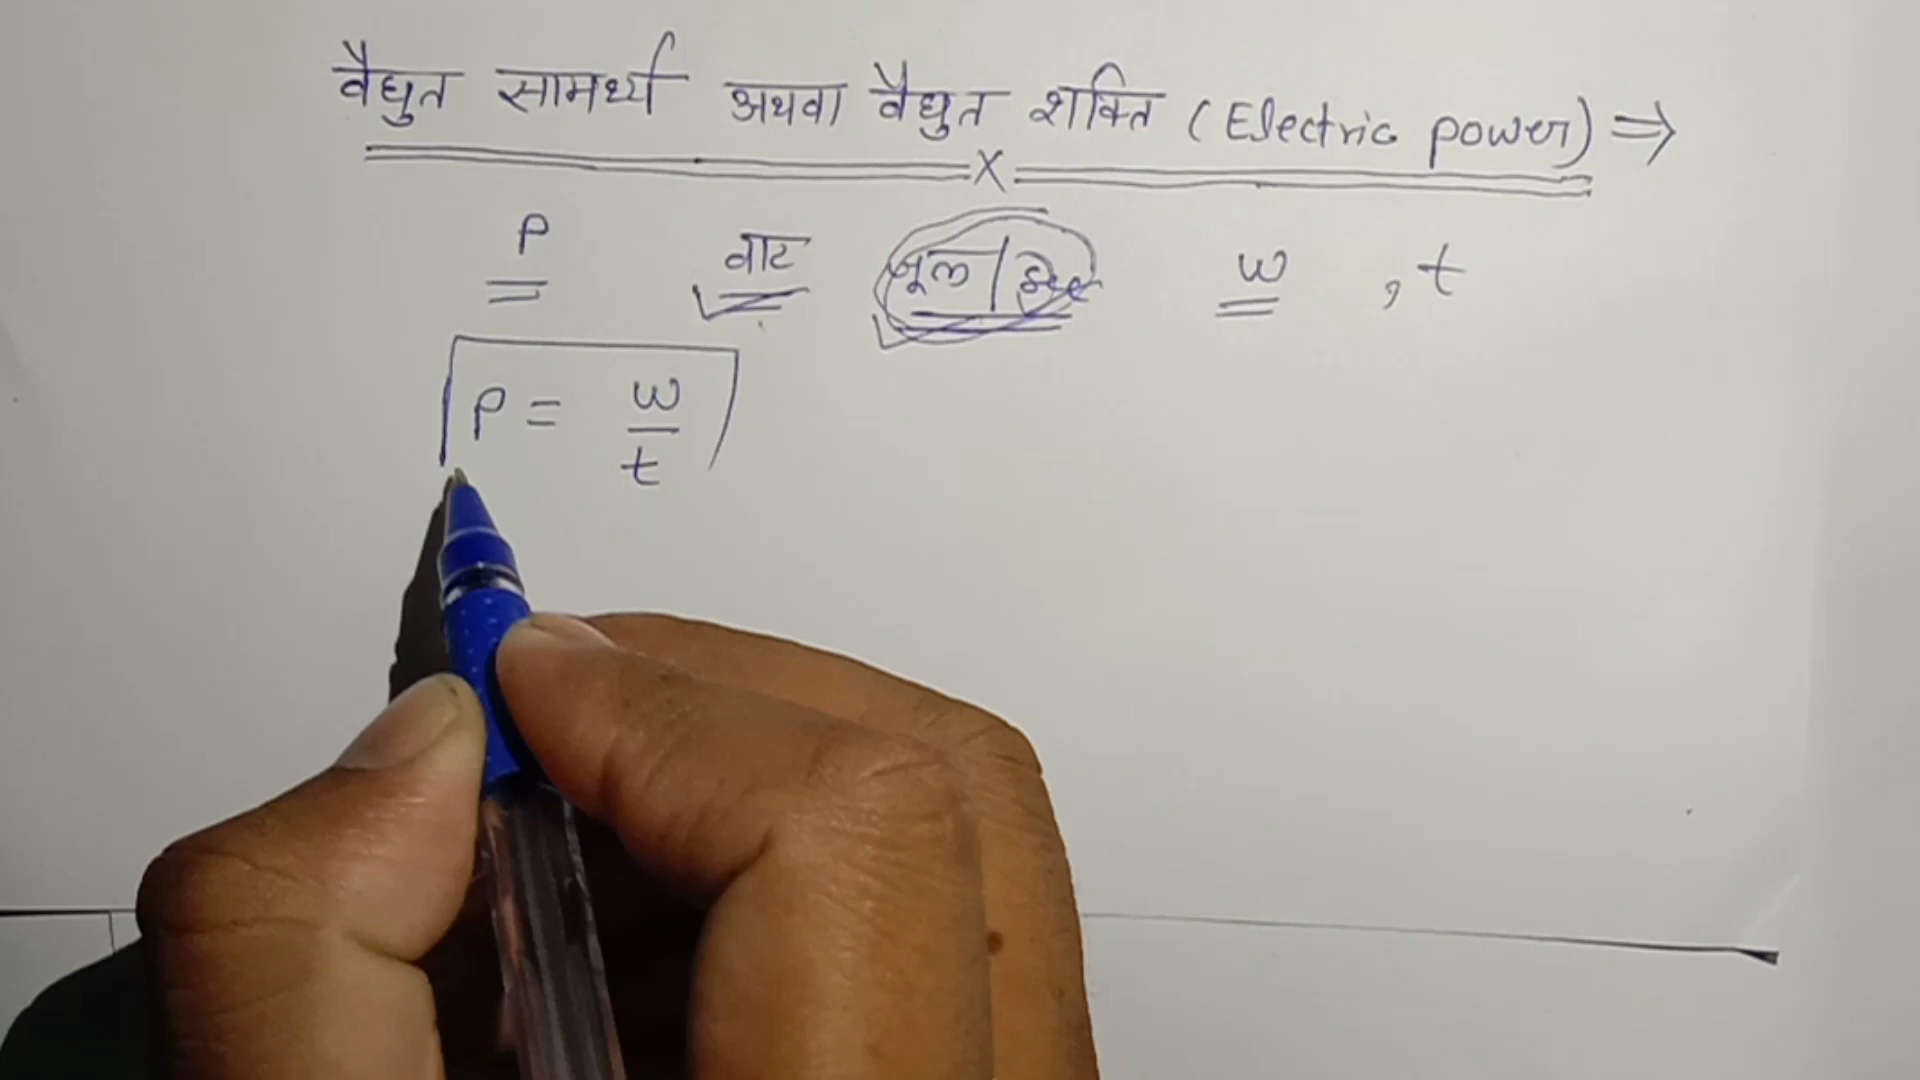 वैद्युत सामर्थ्य अथवा वैद्युत शक्ति (Electric power) ⇒
X
P वाट जूल/ w , t
P = w/t